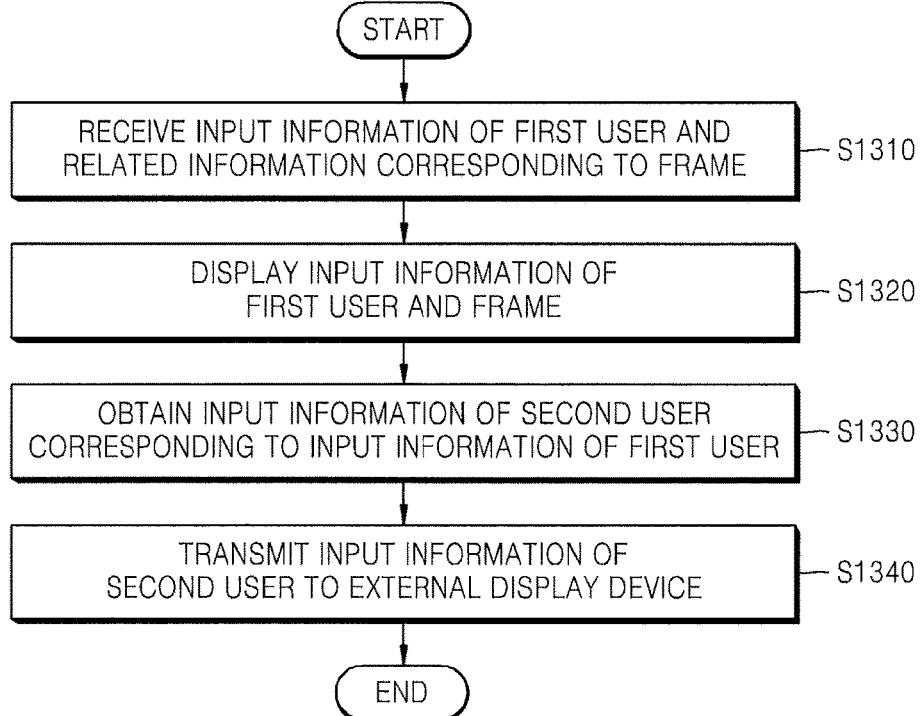 START
RECEIVE INPUT INFORMATION OF FIRST USER AND
RELATED INFORMATION CORRESPONDING TO FRAME
S1310
DISPLAY INPUT INFORMATION OF
FIRST USER AND FRAME
S1320
OBTAIN INPUT INFORMATION OF SECOND USER
CORRESPONDING TO INPUT INFORMATION OF FIRST USER
S1330
TRANSMIT INPUT INFORMATION OF
SECOND USER TO EXTERNAL DISPLAY DEVICE
S1340
END